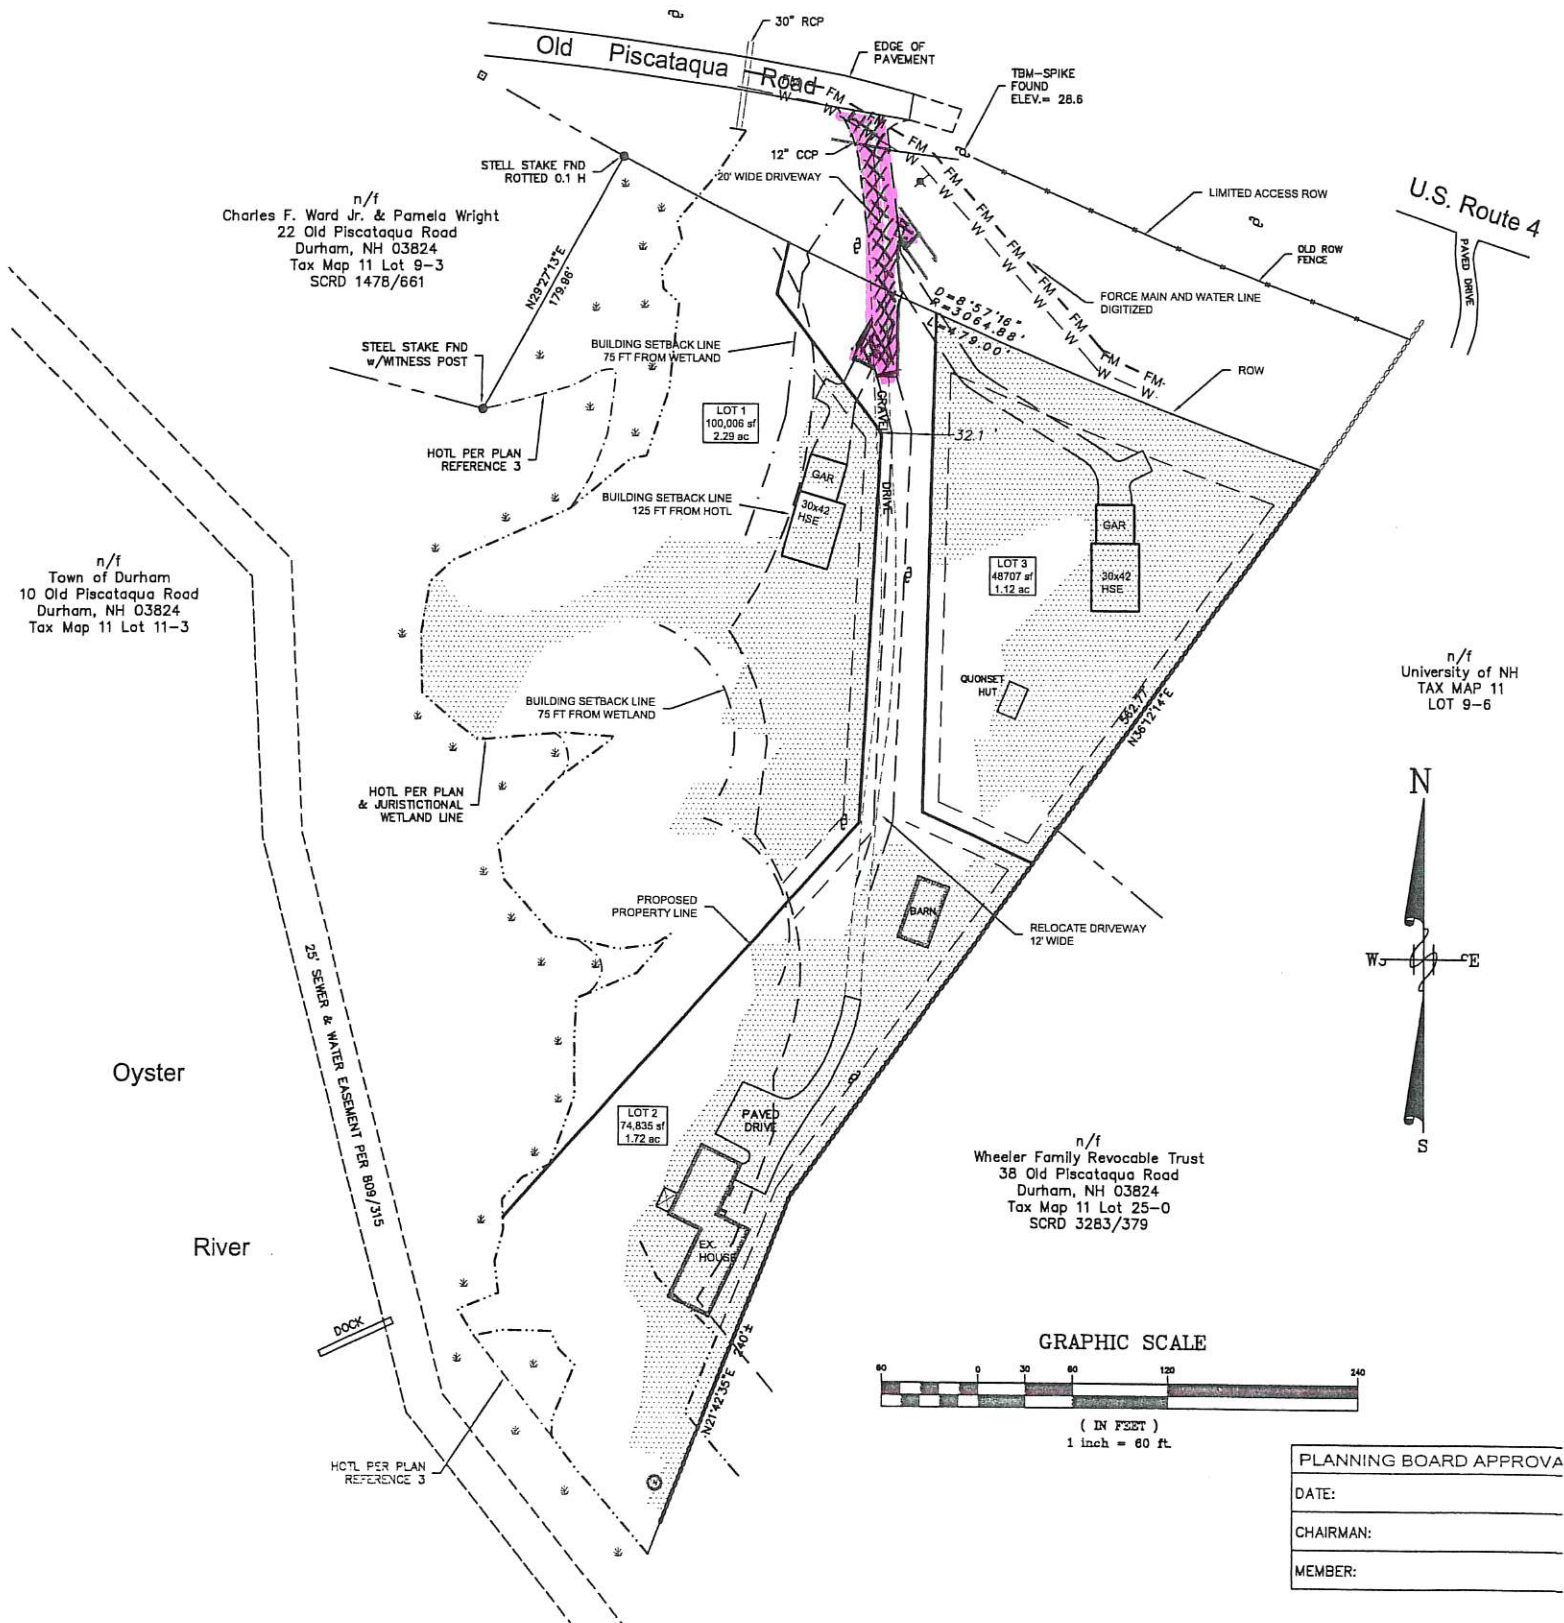 30" RCP
Old Piscataqua Road
EDGE OF
PAVEMENT
TBM-SPIKE
FOUND
ELEV.= 28.6
FM
W
FM
W
FM
FM
W
FM
W
FM
W
FM
W
FM
W
FM
W
FM
W
FM
W
12" CCP
20' WIDE DRIVEWAY
STELL STAKE FND
ROTTED 0.1 H
LIMITED ACCESS ROW
U.S. Route 4
PAVED DRIVE
OLD ROW
FENCE
n/f
Charles F. Ward Jr. & Pamela Wright
22 Old Piscataqua Road
Durham, NH 03824
Tax Map 11 Lot 9-3
SCRD 1478/661
N29°27'13"E
179.96'
FORCE MAIN AND WATER LINE
DIGITIZED
D=8°57'16"
R=3064.88'
L=479.00'
STEEL STAKE FND
w/WITNESS POST
BUILDING SETBACK LINE
75 FT FROM WETLAND
ROW
LOT 1
100,006 sf
2.29 ac
GRAVEL
DRIVE
32.1'
HOTL PER PLAN
REFERENCE 3
GAR
30x42
HSE
BUILDING SETBACK LINE
125 FT FROM HOTL
GAR
30x42
HSE
LOT 3
48707 sf
1.12 ac
n/f
Town of Durham
10 Old Piscataqua Road
Durham, NH 03824
Tax Map 11 Lot 11-3
QUONSET
HUT
n/f
University of NH
TAX MAP 11
LOT 9-6
562.77'
N36°12'14"E
BUILDING SETBACK LINE
75 FT FROM WETLAND
HOTL PER PLAN
& JURISTICTIONAL
WETLAND LINE
N
W
E
S
PROPOSED
PROPERTY LINE
BARN
RELOCATE DRIVEWAY
12' WIDE
25' SEWER & WATER EASEMENT PER 809/315
Oyster
River
LOT 2
74,835 sf
1.72 ac
PAVED
DRIVE
n/f
Wheeler Family Revocable Trust
38 Old Piscataqua Road
Durham, NH 03824
Tax Map 11 Lot 25-0
SCRD 3283/379
EX.
HOUSE
DOCK
N21°42'35"E 240'±
GRAPHIC SCALE
60 0 30 60 120 240
( IN FEET )
1 inch = 60 ft.
HOTL PER PLAN
REFERENCE 3
PLANNING BOARD APPROVA
DATE:
CHAIRMAN:
MEMBER: